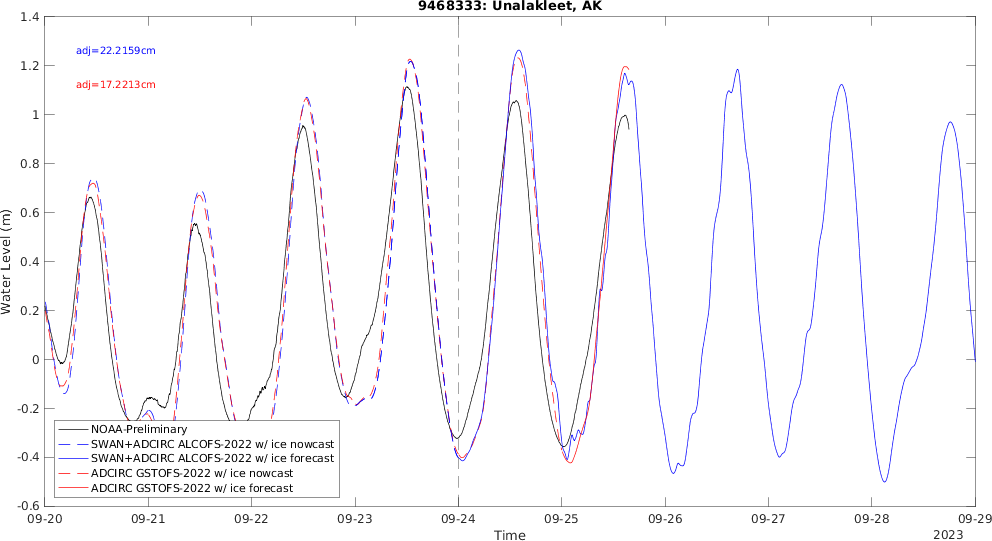 9468333: Unalakleet, AK
adj=22.2159cm
adj=17.2213cm
Water Level (m)
1.4
1.2
1
0.8
0.6
0.4
0.2
0
-0.2
-0.4
-0.6
NOAA-Preliminary
SWAN+ADCIRC ALCOFS-2022 w/ ice nowcast
SWAN+ADCIRC ALCOFS-2022 w/ ice forecast
ADCIRC GSTOFS-2022 w/ ice nowcast
ADCIRC GSTOFS-2022 w/ ice forecast
09-20 09-21 09-22 09-23 09-24 09-25 09-26 09-27 09-28 09-29
Time
2023